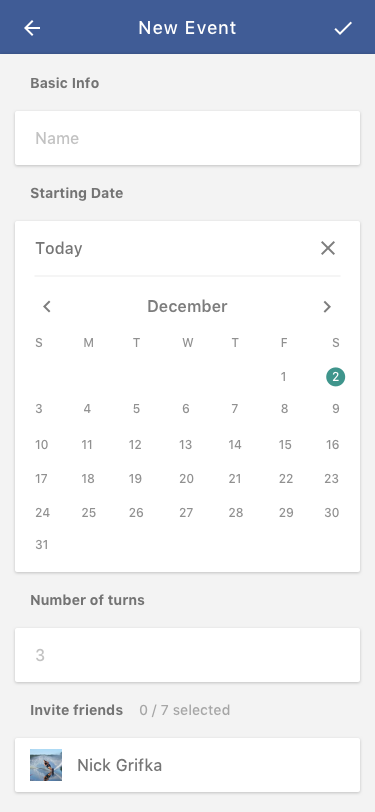 New Event
Basic Info
Name
Starting Date
Today
December
S M T W T F S
1 2
3 4 5 6 7 8 9
10 11 12 13 14 15 16
17 18 19 20 21 22 23
24 25 26 27 28 29 30
31
Number of turns
3
Invite friends 0 / 7 selected
Nick Grifka